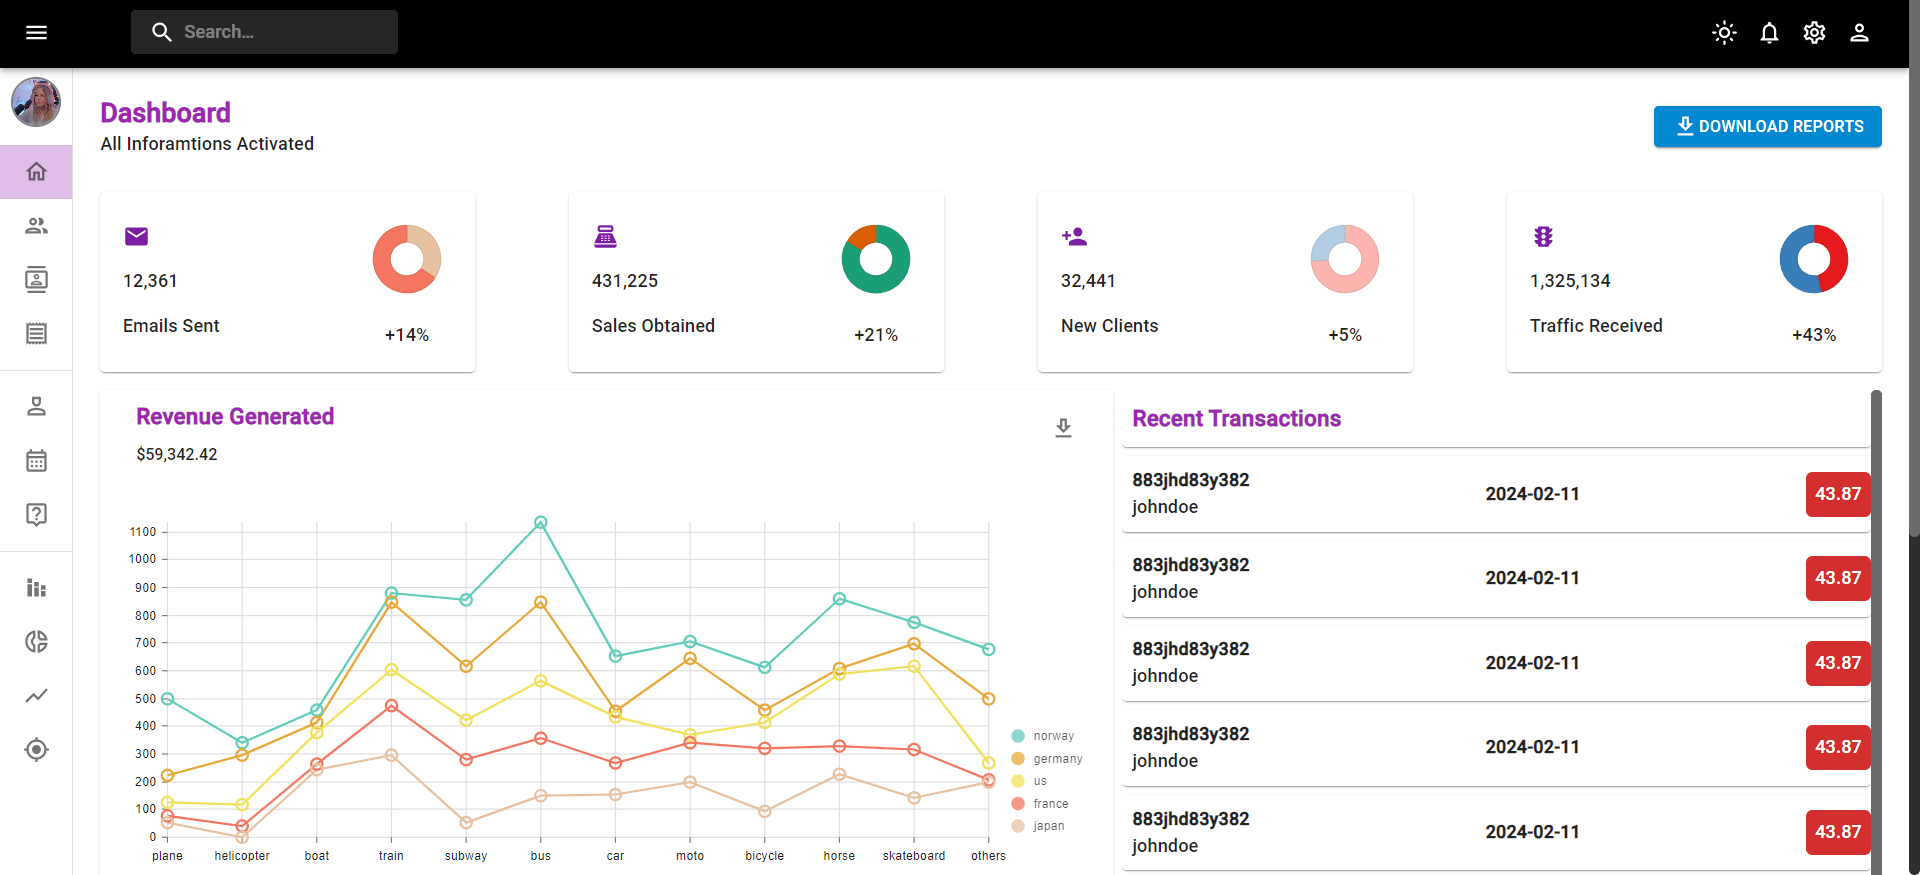 Search...
Dashboard
All Inforamtions Activated
DOWNLOAD REPORTS
12,361
Emails Sent
+14%
431,225
Sales Obtained
+21%
32,441
New Clients
+5%
1,325,134
Traffic Received
+43%
Revenue Generated
$59,342.42
1100
1000
900
800
700
600
500
400
300
200
100
0
plane helicopter boat train subway bus car moto bicycle horse skateboard others
norway
germany
us
france
japan
Recent Transactions
883jhd83y382
johndoe
2024-02-11
43.87
883jhd83y382
johndoe
2024-02-11
43.87
883jhd83y382
johndoe
2024-02-11
43.87
883jhd83y382
johndoe
2024-02-11
43.87
883jhd83y382
johndoe
2024-02-11
43.87